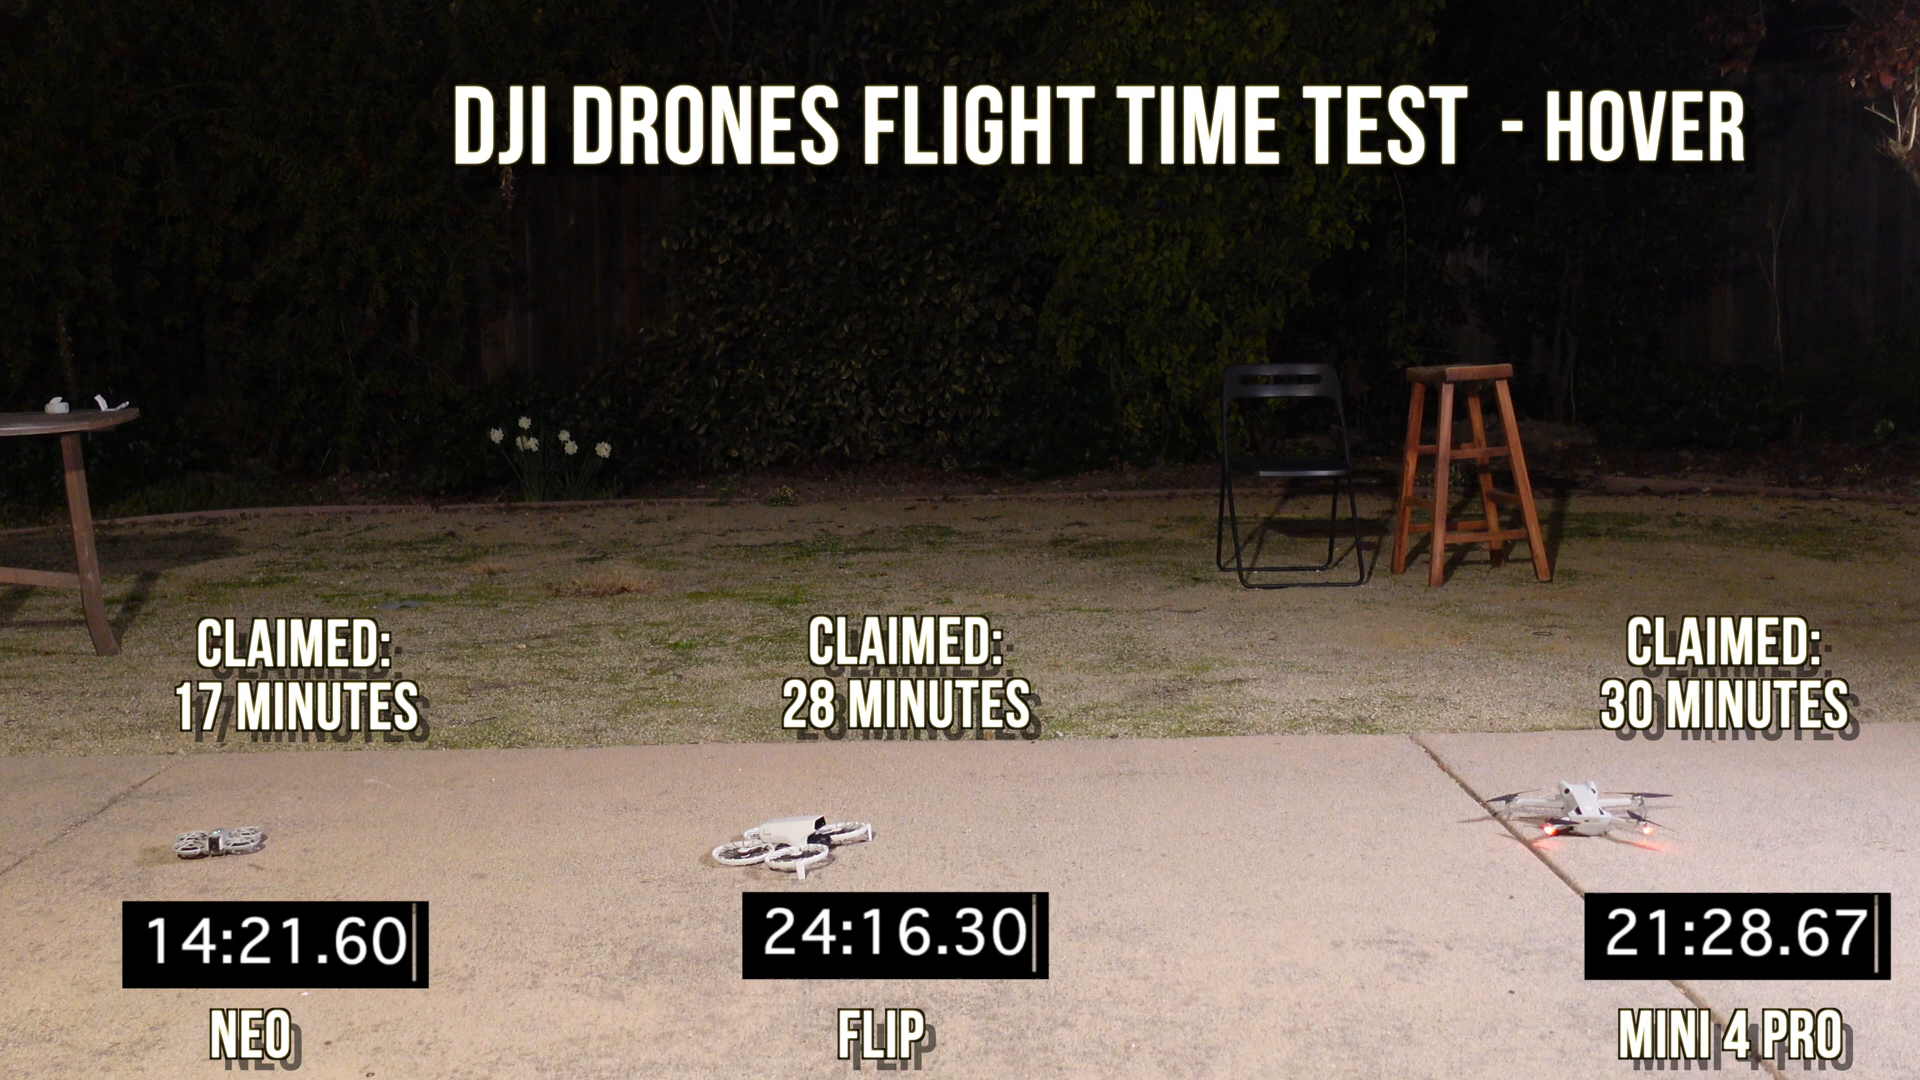 DJI DRONES FLIGHT TIME TEST - HOVER
CLAIMED:
17 MINUTES
CLAIMED:
28 MINUTES
CLAIMED:
30 MINUTES
14:21.60
24:16.30
21:28.67
NEO
FLIP
MINI 4 PRO